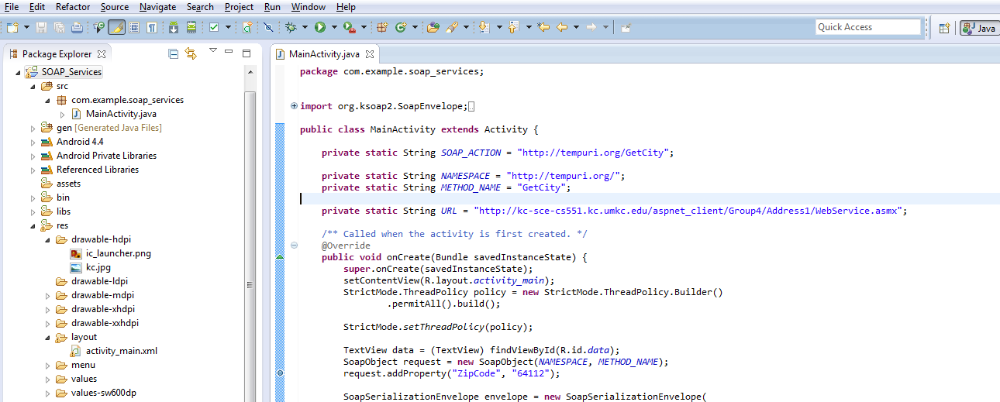 File Edit Refactor Source Navigate Search Project Run Window Help
Quick Access
Java
Package Explorer
SOAP_Services
src
com.example.soap_services
MainActivity.java
gen [Generated Java Files]
Android 4.4
Android Private Libraries
Referenced Libraries
assets
bin
libs
res
drawable-hdpi
ic_launcher.png
kc.jpg
drawable-ldpi
drawable-mdpi
drawable-xhdpi
drawable-xxhdpi
layout
activity_main.xml
menu
values
values-sw600dp
MainActivity.java
package com.example.soap_services;
import org.ksoap2.SoapEnvelope;
public class MainActivity extends Activity {
private static String SOAP_ACTION = "http://tempuri.org/GetCity";
private static String NAMESPACE = "http://tempuri.org/";
private static String METHOD_NAME = "GetCity";
private static String URL = "http://kc-sce-cs551.kc.umkc.edu/aspnet_client/Group4/Address1/WebService.asmx";
/** Called when the activity is first created. */
@Override
public void onCreate(Bundle savedInstanceState) {
super.onCreate(savedInstanceState);
setContentView(R.layout.activity_main);
StrictMode.ThreadPolicy policy = new StrictMode.ThreadPolicy.Builder()
.permitAll().build();
StrictMode.setThreadPolicy(policy);
TextView data = (TextView) findViewById(R.id.data);
SoapObject request = new SoapObject(NAMESPACE, METHOD_NAME);
request.addProperty("ZipCode", "64112");
SoapSerializationEnvelope envelope = new SoapSerializationEnvelope(